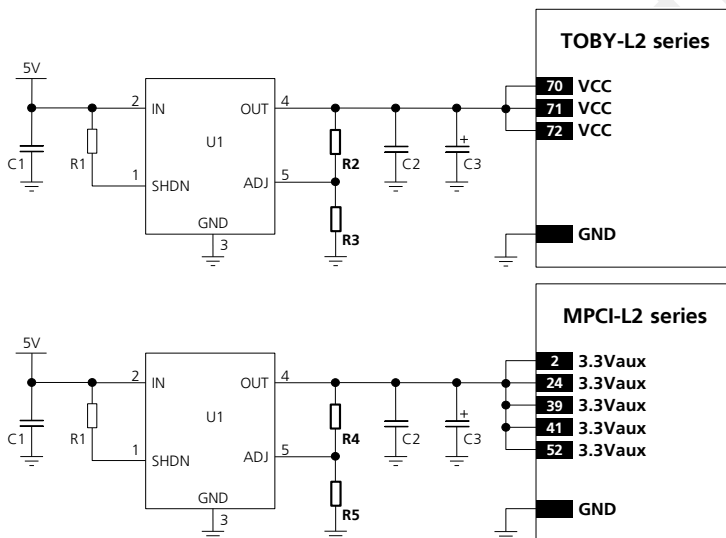 TOBY-L2 series
5V
70 VCC
71 VCC
72 VCC
2 IN OUT 4
C1 R1 U1 R2 C2 + C3
1 SHDN ADJ 5
GND
3
R3
GND
MPCI-L2 series
5V
2 3.3Vaux
24 3.3Vaux
39 3.3Vaux
41 3.3Vaux
52 3.3Vaux
2 IN OUT 4
C1 R1 U1 R4 C2 + C3
1 SHDN ADJ 5
GND
3
R5
GND